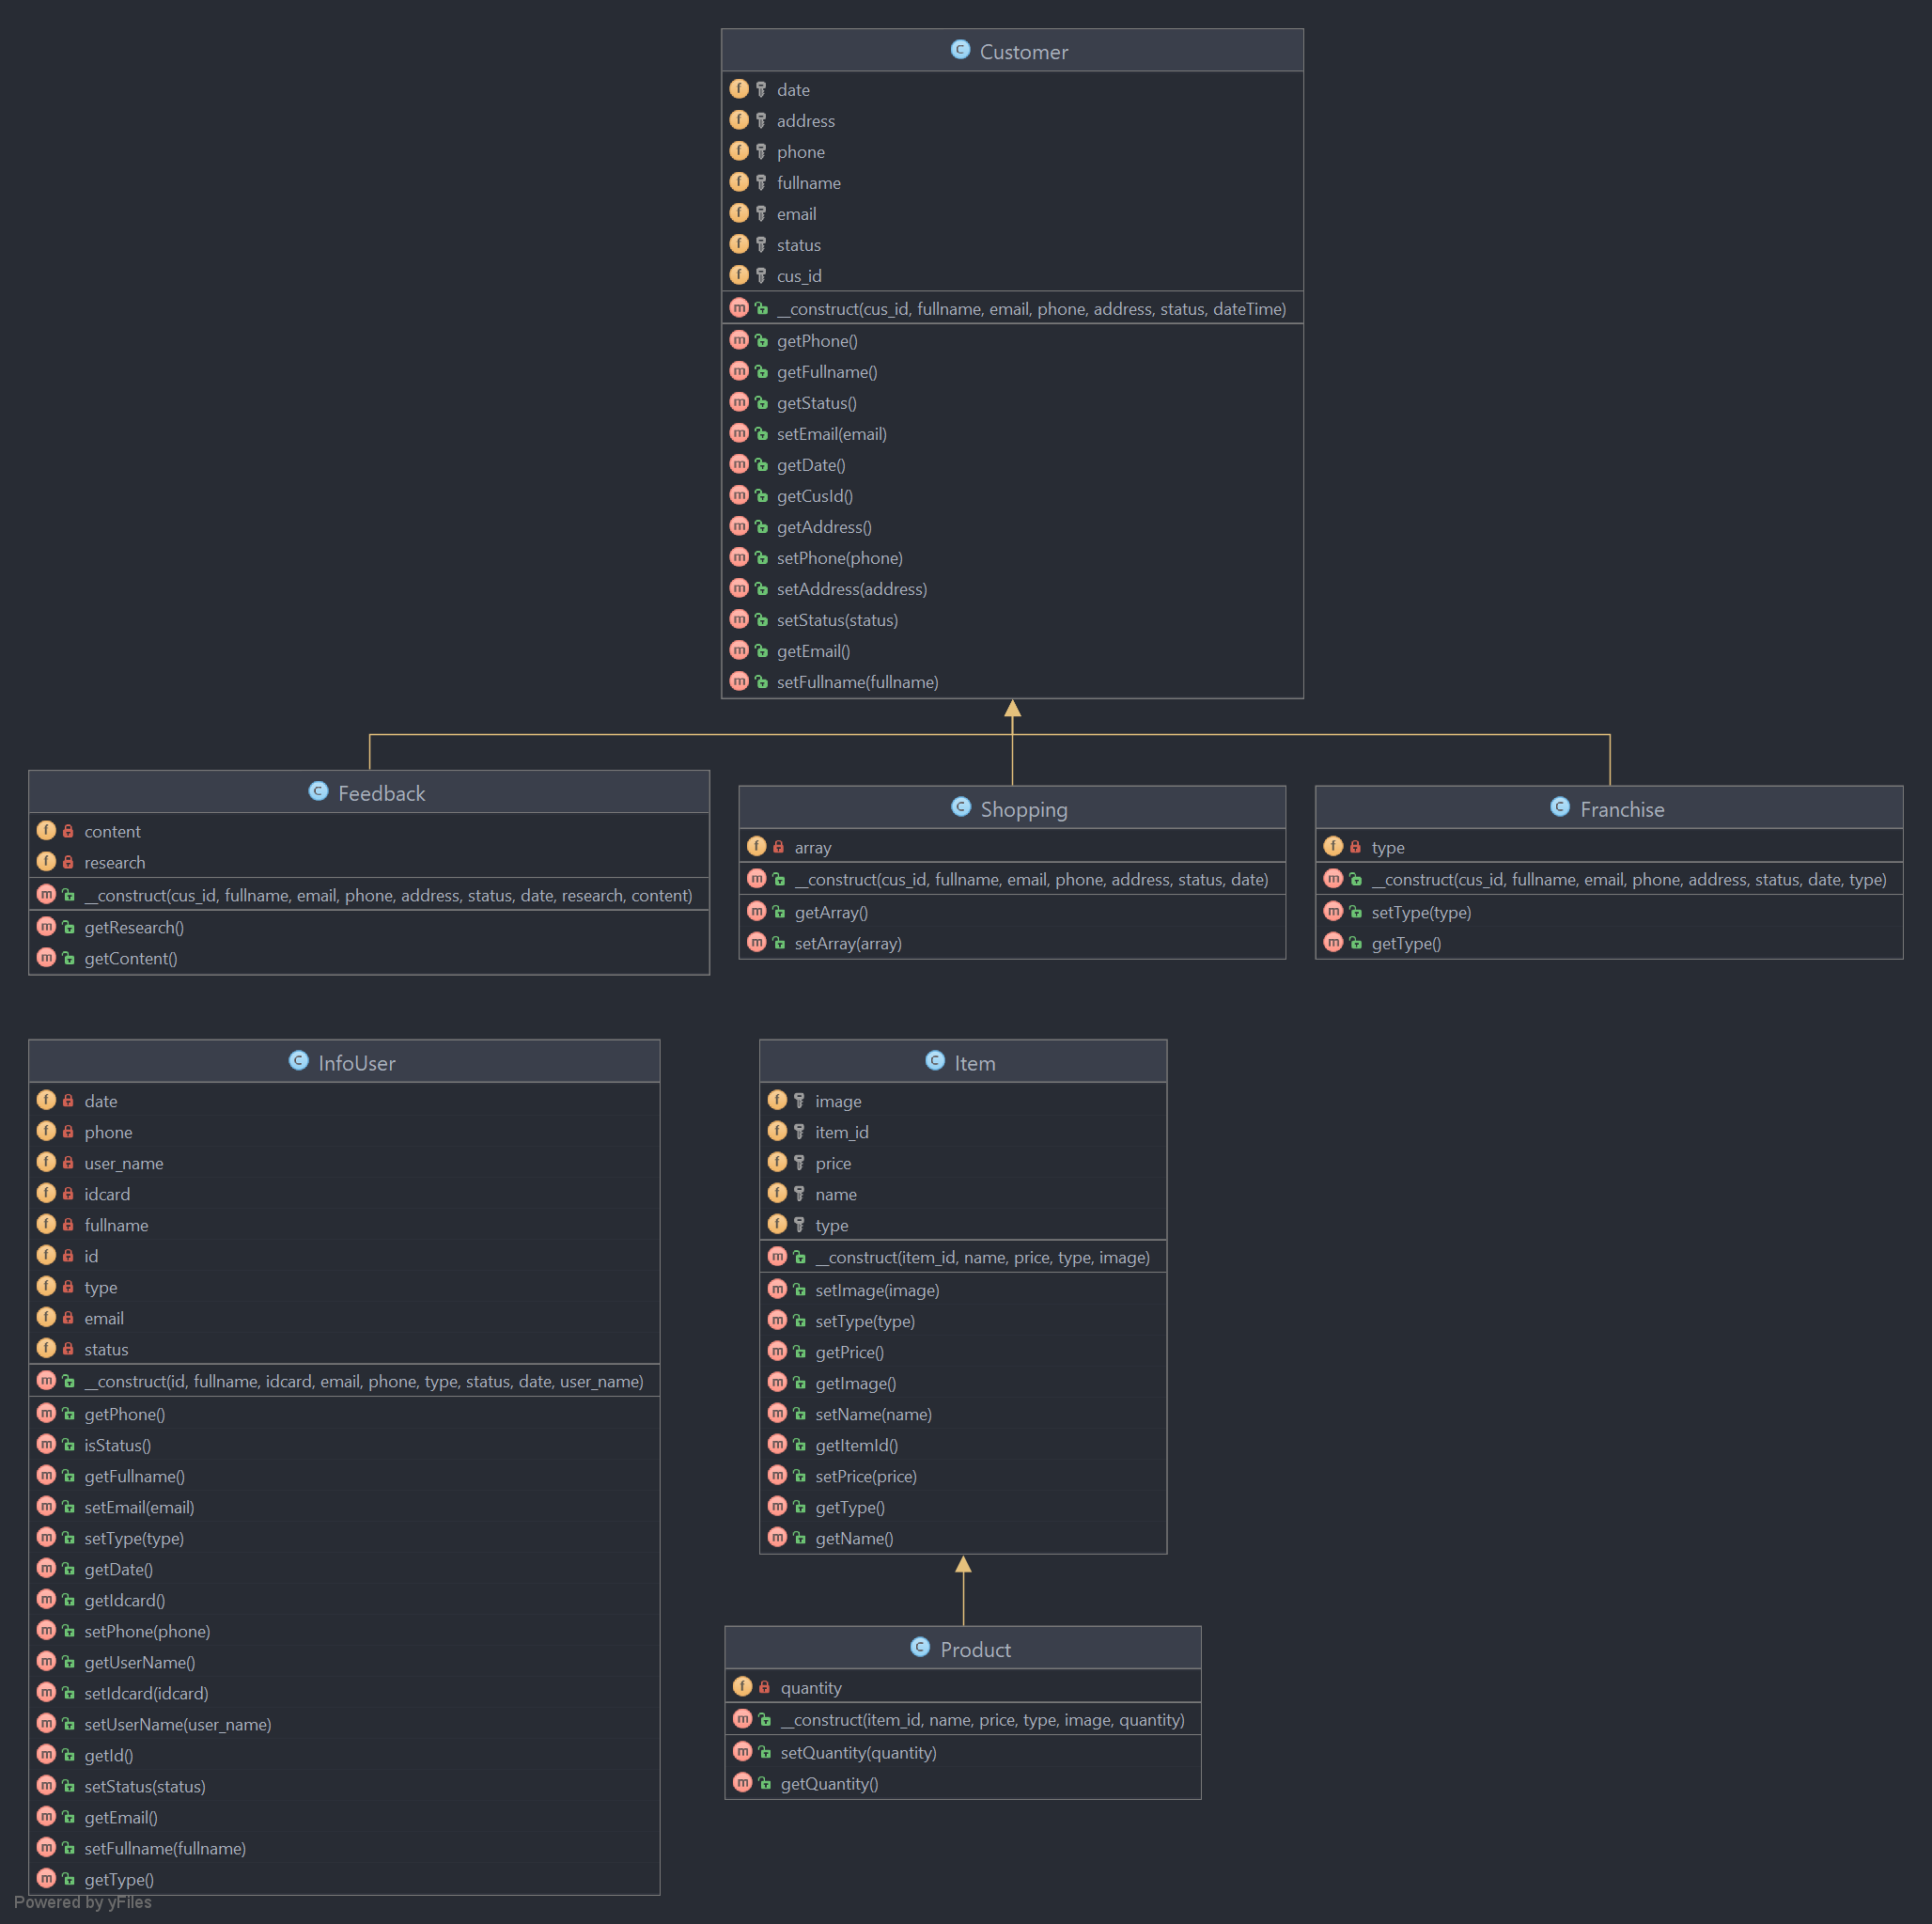 Customer
date
address
phone
fullname
email
status
cus_id
__construct(cus_id, fullname, email, phone, address, status, dateTime)
getPhone()
getFullname()
getStatus()
setEmail(email)
getDate()
getCusId()
getAddress()
setPhone(phone)
setAddress(address)
setStatus(status)
getEmail()
setFullname(fullname)
Feedback
content
research
__construct(cus_id, fullname, email, phone, address, status, date, research, content)
getResearch()
getContent()
Shopping
array
__construct(cus_id, fullname, email, phone, address, status, date)
getArray()
setArray(array)
Franchise
type
__construct(cus_id, fullname, email, phone, address, status, date, type)
setType(type)
getType()
InfoUser
date
phone
user_name
idcard
fullname
id
type
email
status
__construct(id, fullname, idcard, email, phone, type, status, date, user_name)
getPhone()
isStatus()
getFullname()
setEmail(email)
setType(type)
getDate()
getIdcard()
setPhone(phone)
getUserName()
setIdcard(idcard)
setUserName(user_name)
getId()
setStatus(status)
getEmail()
setFullname(fullname)
getType()
Item
image
item_id
price
name
type
__construct(item_id, name, price, type, image)
setImage(image)
setType(type)
getPrice()
getImage()
setName(name)
getItemId()
setPrice(price)
getType()
getName()
Product
quantity
__construct(item_id, name, price, type, image, quantity)
setQuantity(quantity)
getQuantity()
Powered by yFiles